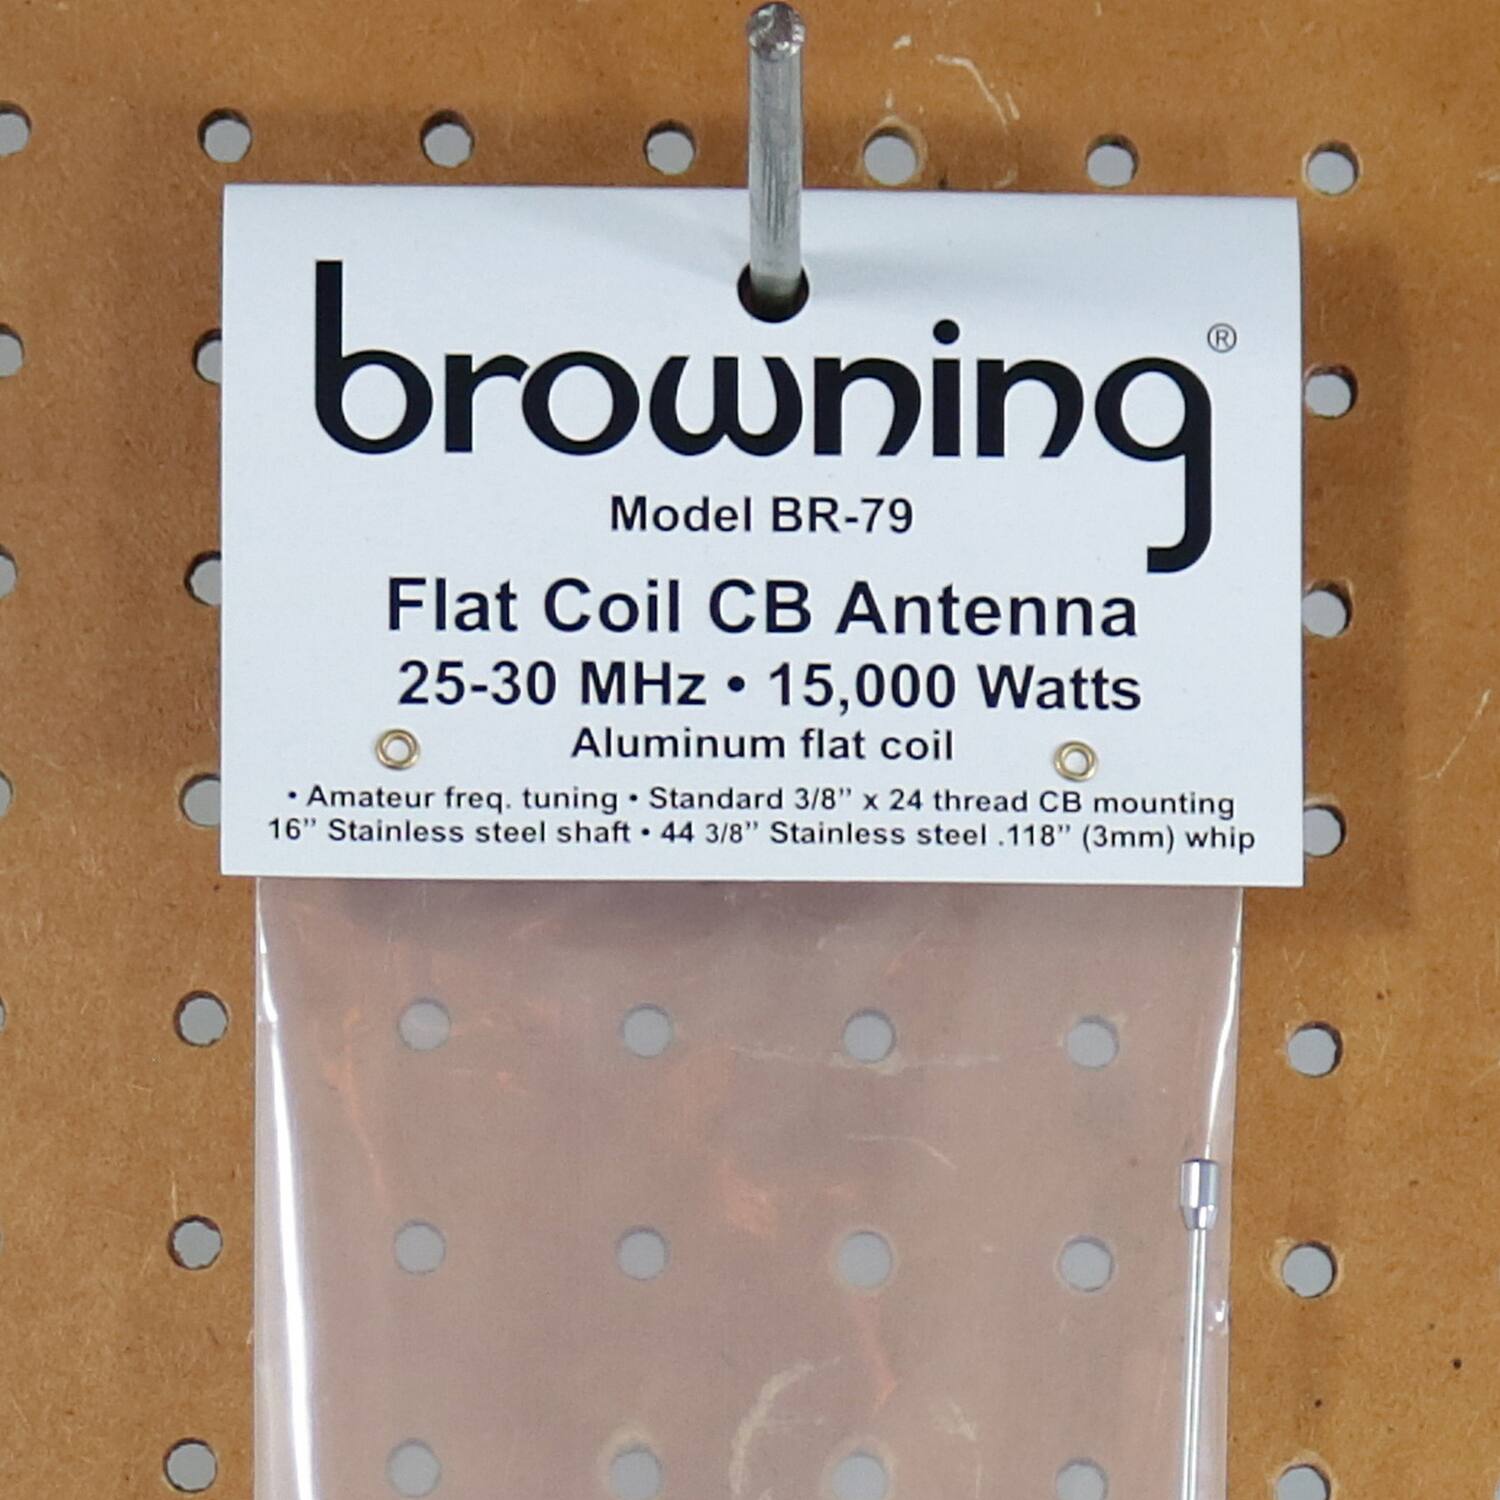 browning®
Model BR-79
Flat Coil CB Antenna
25-30 MHz • 15,000 Watts
Aluminum flat coil
• Amateur freq. tuning • Standard 3/8” x 24 thread CB mounting
16” Stainless steel shaft • 44 3/8” Stainless steel .118” (3mm) whip